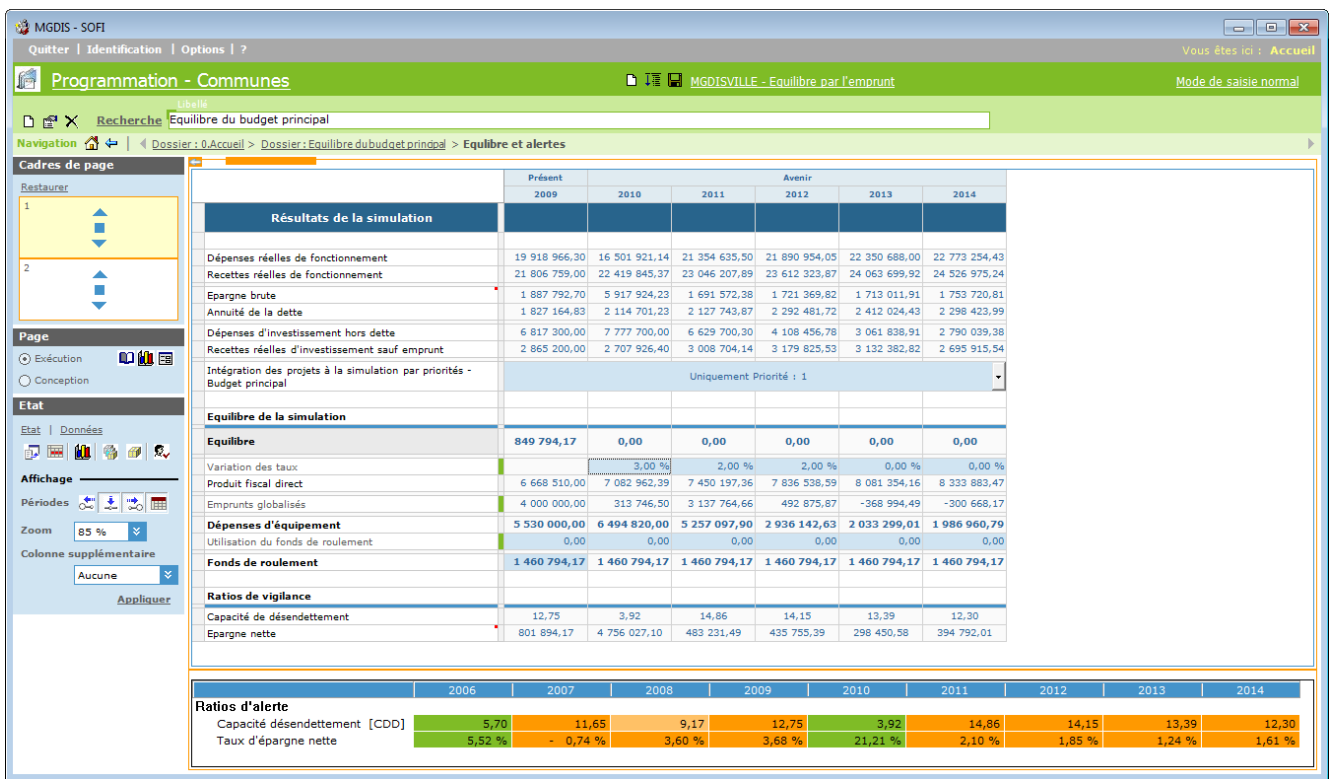 MGDIS - SOFI
Quitter | Identification | Options | ? Vous êtes ici : Accueil
Programmation - Communes MGDISVILLE - Equilibre par l'emprunt Mode de saisie normal
Libellé
Recherche Equilibre du budget principal
Navigation Dossier : 0.Accueil > Dossier : Equilibre dubudget principal > Equlibre et alertes
Cadres de page
Restaurer
1
2
Page
Exécution
Conception
Etat
Etat | Données
Affichage
Périodes
Zoom 85 %
Colonne supplémentaire
Aucune
Appliquer
Présent Avenir
2009 2010 2011 2012 2013 2014
Résultats de la simulation
Dépenses réelles de fonctionnement 19 918 966,30 16 501 921,14 21 354 635,50 21 890 954,05 22 350 688,00 22 773 254,43
Recettes réelles de fonctionnement 21 806 759,00 22 419 845,37 23 046 207,89 23 612 323,87 24 063 699,92 24 526 975,24
Epargne brute 1 887 792,70 5 917 924,23 1 691 572,38 1 721 369,82 1 713 011,91 1 753 720,81
Annuité de la dette 1 827 164,83 2 114 701,23 2 127 743,87 2 292 481,72 2 412 024,43 2 298 423,99
Dépenses d'investissement hors dette 6 817 300,00 7 777 700,00 6 629 700,30 4 108 456,78 3 061 838,91 2 790 039,38
Recettes réelles d'investissement sauf emprunt 2 865 200,00 2 707 926,40 3 008 704,14 3 179 825,53 3 132 382,82 2 695 915,54
Intégration des projets à la simulation par priorités -
Budget principal Uniquement Priorité : 1
Equilibre de la simulation
Equilibre 849 794,17 0,00 0,00 0,00 0,00 0,00
Variation des taux 3,00 % 2,00 % 2,00 % 0,00 % 0,00 %
Produit fiscal direct 6 668 510,00 7 082 962,39 7 450 197,36 7 836 538,59 8 081 354,16 8 333 883,47
Emprunts globalisés 4 000 000,00 313 746,50 3 137 764,66 492 875,87 -368 994,49 -300 668,17
Dépenses d'équipement 5 530 000,00 6 494 820,00 5 257 097,90 2 936 142,63 2 033 299,01 1 986 960,79
Utilisation du fonds de roulement 0,00 0,00 0,00 0,00 0,00 0,00
Fonds de roulement 1 460 794,17 1 460 794,17 1 460 794,17 1 460 794,17 1 460 794,17 1 460 794,17
Ratios de vigilance
Capacité de désendettement 12,75 3,92 14,86 14,15 13,39 12,30
Epargne nette 801 894,17 4 756 027,10 483 231,49 435 755,39 298 450,58 394 792,01
2006 2007 2008 2009 2010 2011 2012 2013 2014
Ratios d'alerte
Capacité désendettement [CDD] 5,70 11,65 9,17 12,75 3,92 14,86 14,15 13,39 12,30
Taux d'épargne nette 5,52 % - 0,74 % 3,60 % 3,68 % 21,21 % 2,10 % 1,85 % 1,24 % 1,61 %